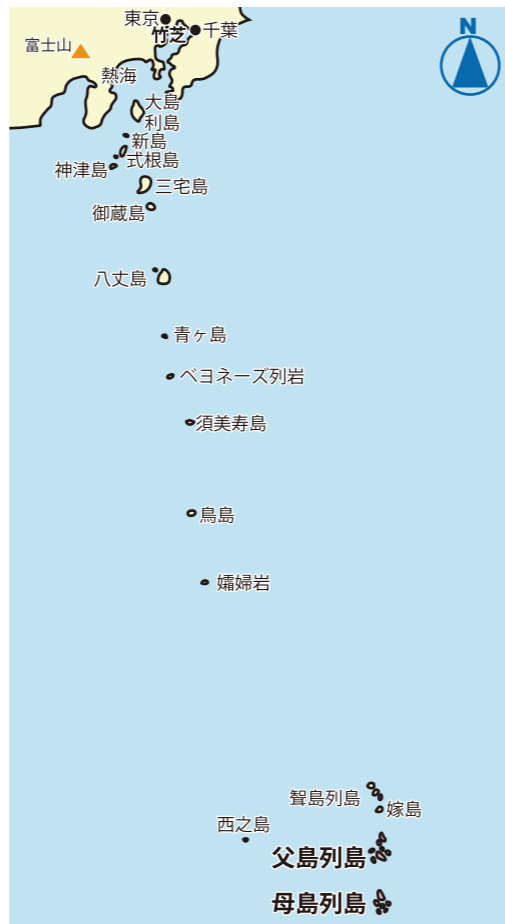 N
東京
竹芝
千葉
富士山
熱海
大島
利島
新島
式根島
神津島
三宅島
御蔵島
八丈島
青ヶ島
ベヨネーズ列岩
須美寿島
鳥島
孀婦岩
聟島列島
嫁島
西之島
父島列島
母島列島